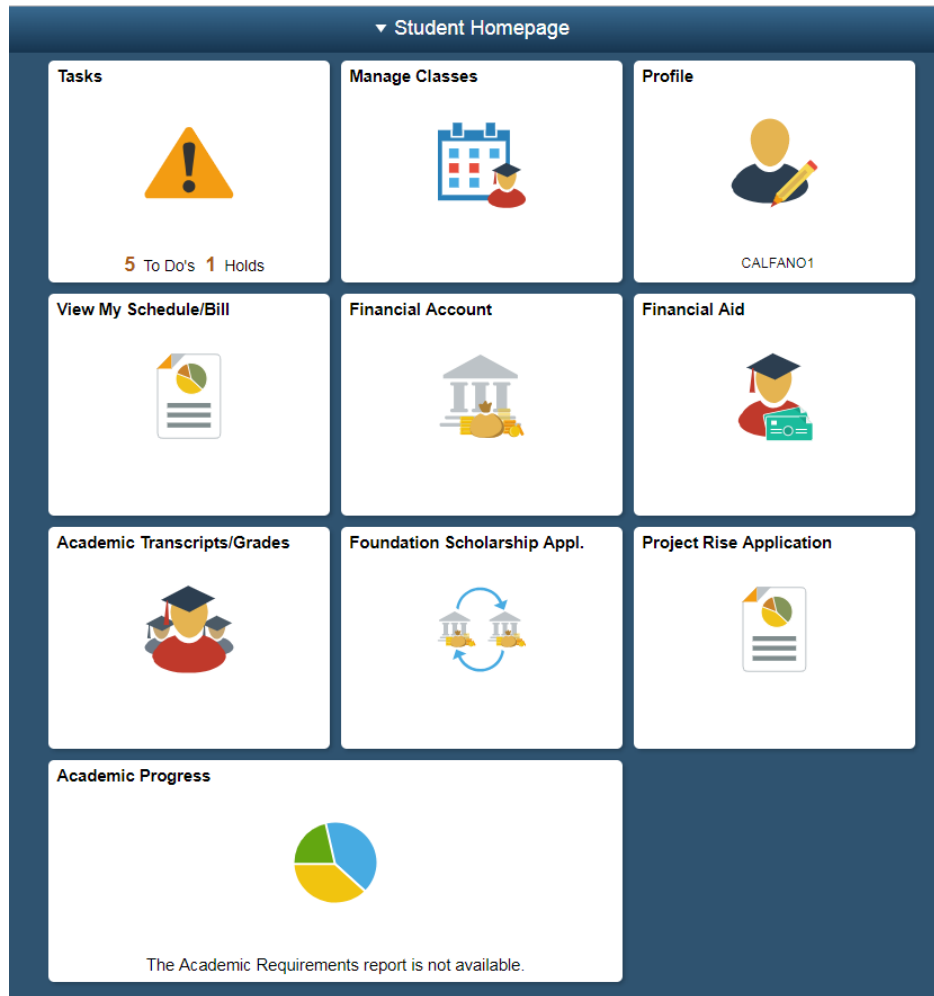 ▾ Student Homepage
Tasks
5 To Do's 1 Holds
Manage Classes
Profile
CALFANO1
View My Schedule/Bill
Financial Account
Financial Aid
Academic Transcripts/Grades
Foundation Scholarship Appl.
Project Rise Application
Academic Progress
The Academic Requirements report is not available.